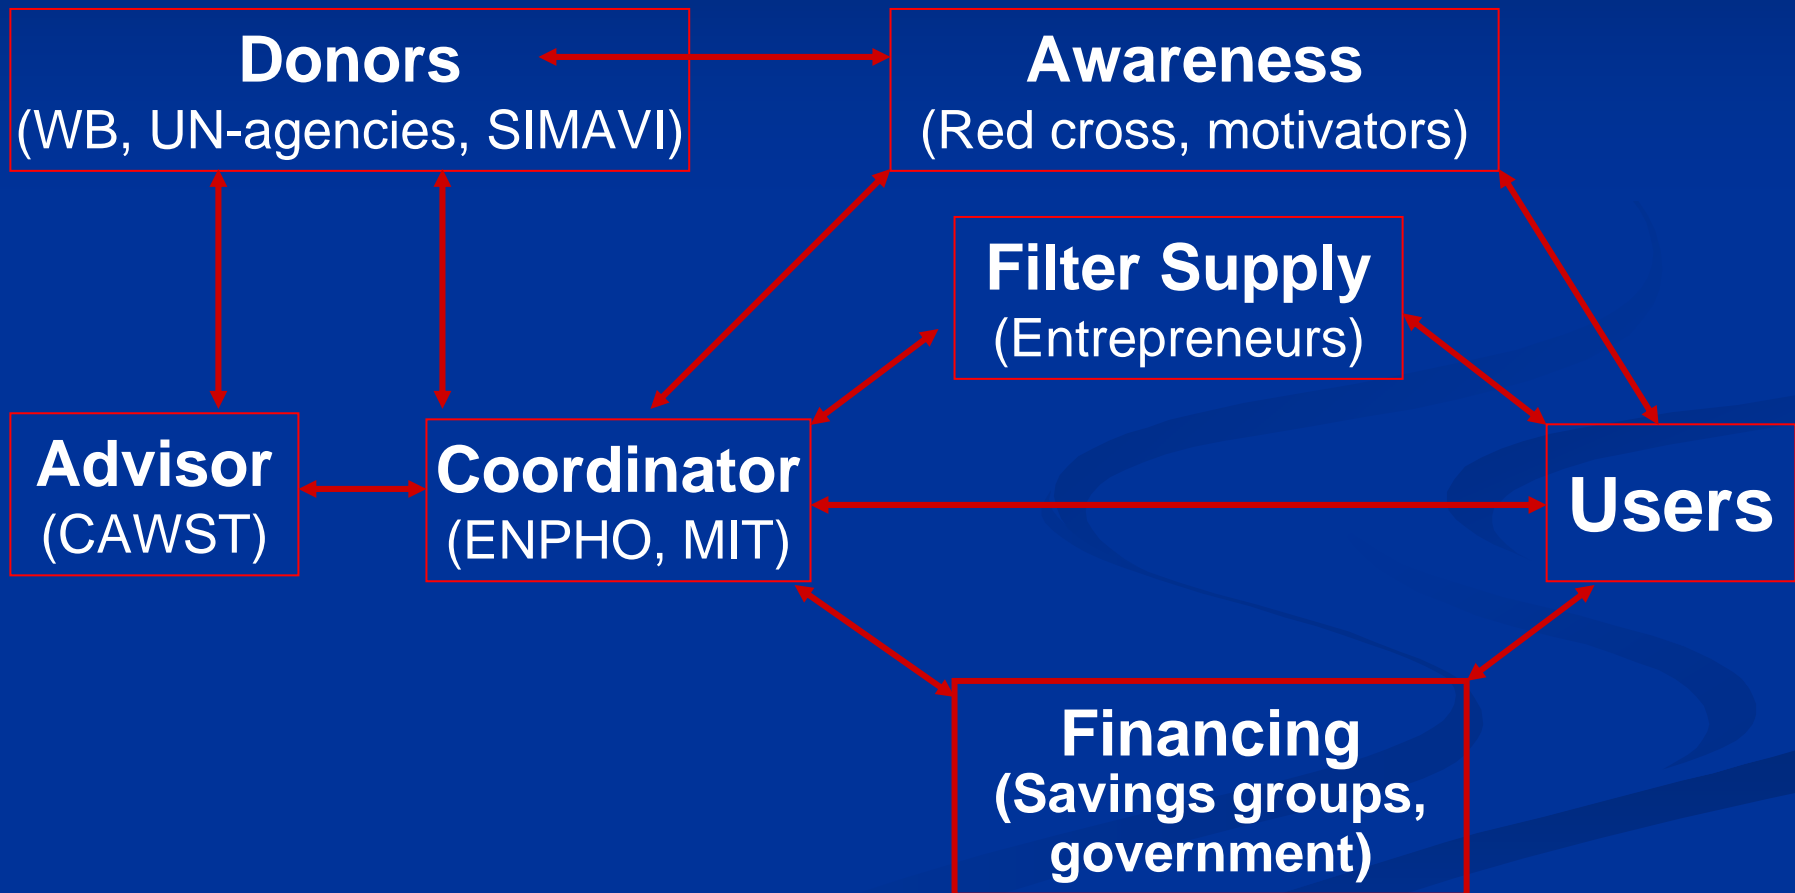 Donors
(WB, UN-agencies, SIMAVI)
Awareness
(Red cross, motivators)
Filter Supply
(Entrepreneurs)
Advisor
(CAWST)
Coordinator
(ENPHO, MIT)
Users
Financing
(Savings groups,
government)